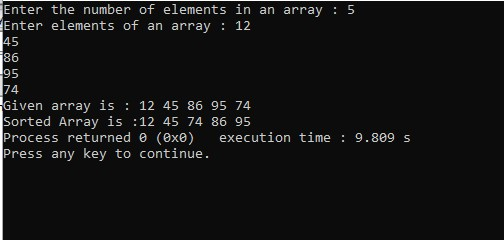 Enter the number of elements in an array : 5
Enter elements of an array : 12
45
86
95
74
Given array is : 12 45 86 95 74
Sorted Array is :12 45 74 86 95
Process returned 0 (0x0)   execution time : 9.809 s
Press any key to continue.